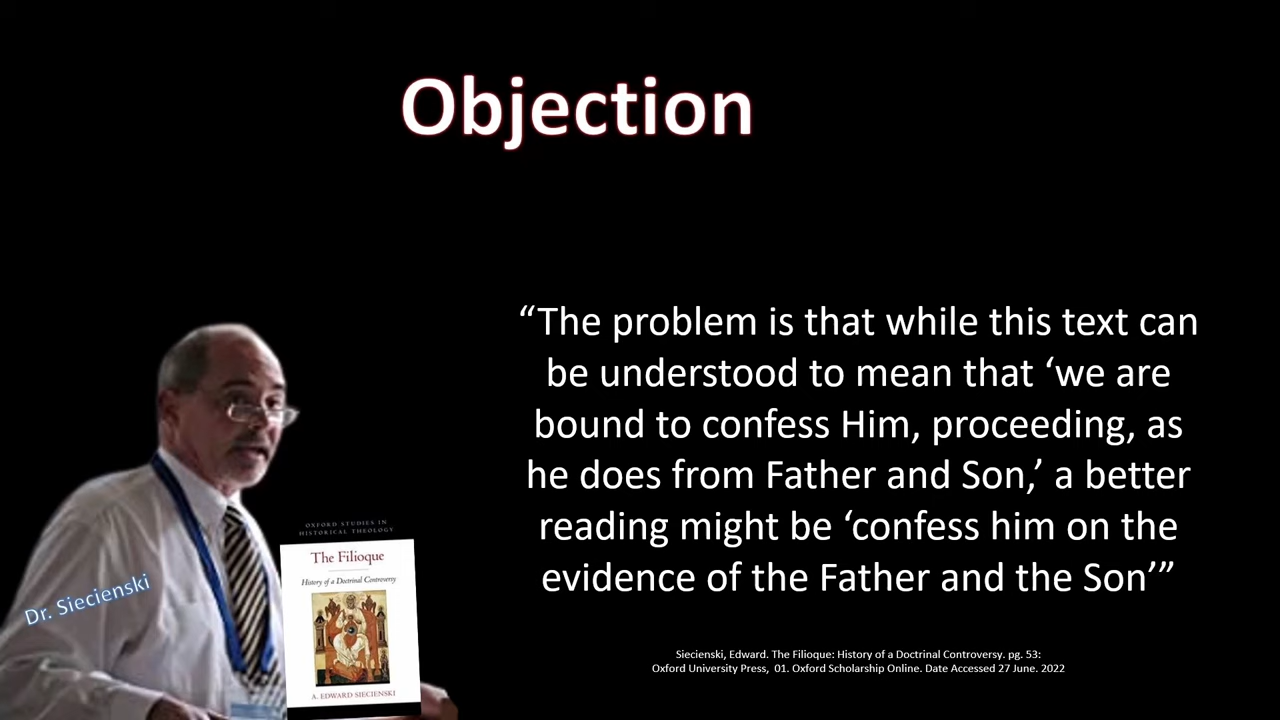 Objection
“The problem is that while this text can
be understood to mean that ‘we are
bound to confess Him, proceeding, as
he does from Father and Son,’ a better
reading might be ‘confess him on the
evidence of the Father and the Son’”
Siecienski, Edward. The Filioque: History of a Doctrinal Controversy. pg. 53:
Oxford University Press, 01. Oxford Scholarship Online. Date Accessed 27 June. 2022
Dr. Siecienski
OXFORD STUDIES IN
HISTORICAL THEOLOGY
The Filioque
History of a Doctrinal Controversy
A. EDWARD SIECIENSKI